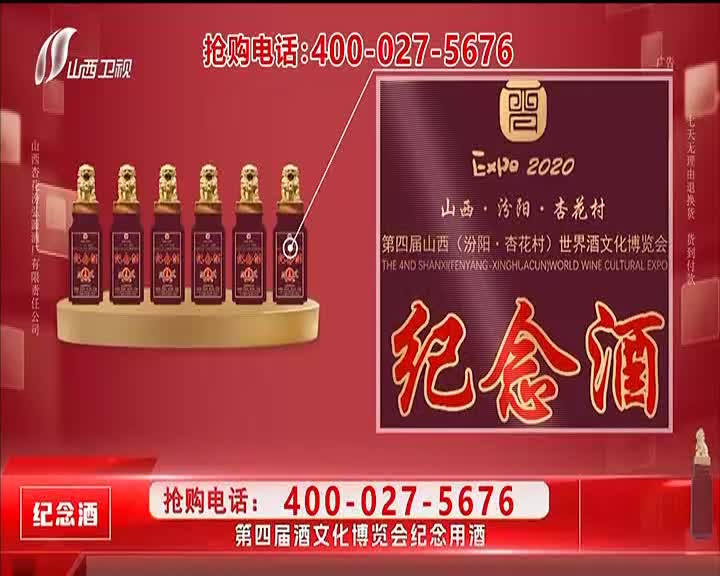 山西卫视
抢购电话:400-027-5676
广告
Expo 2020
山西·汾阳·杏花村
第四届山西（汾阳·杏花村）世界酒文化博览会
THE 4ND SHANXI(FENYANG-XINGHUACUN)WORLD WINE CULTURAL EXPO
纪念酒
七天无理由退换货 货到付款
纪念酒
抢购电话： 400-027-5676
第四届酒文化博览会纪念用酒